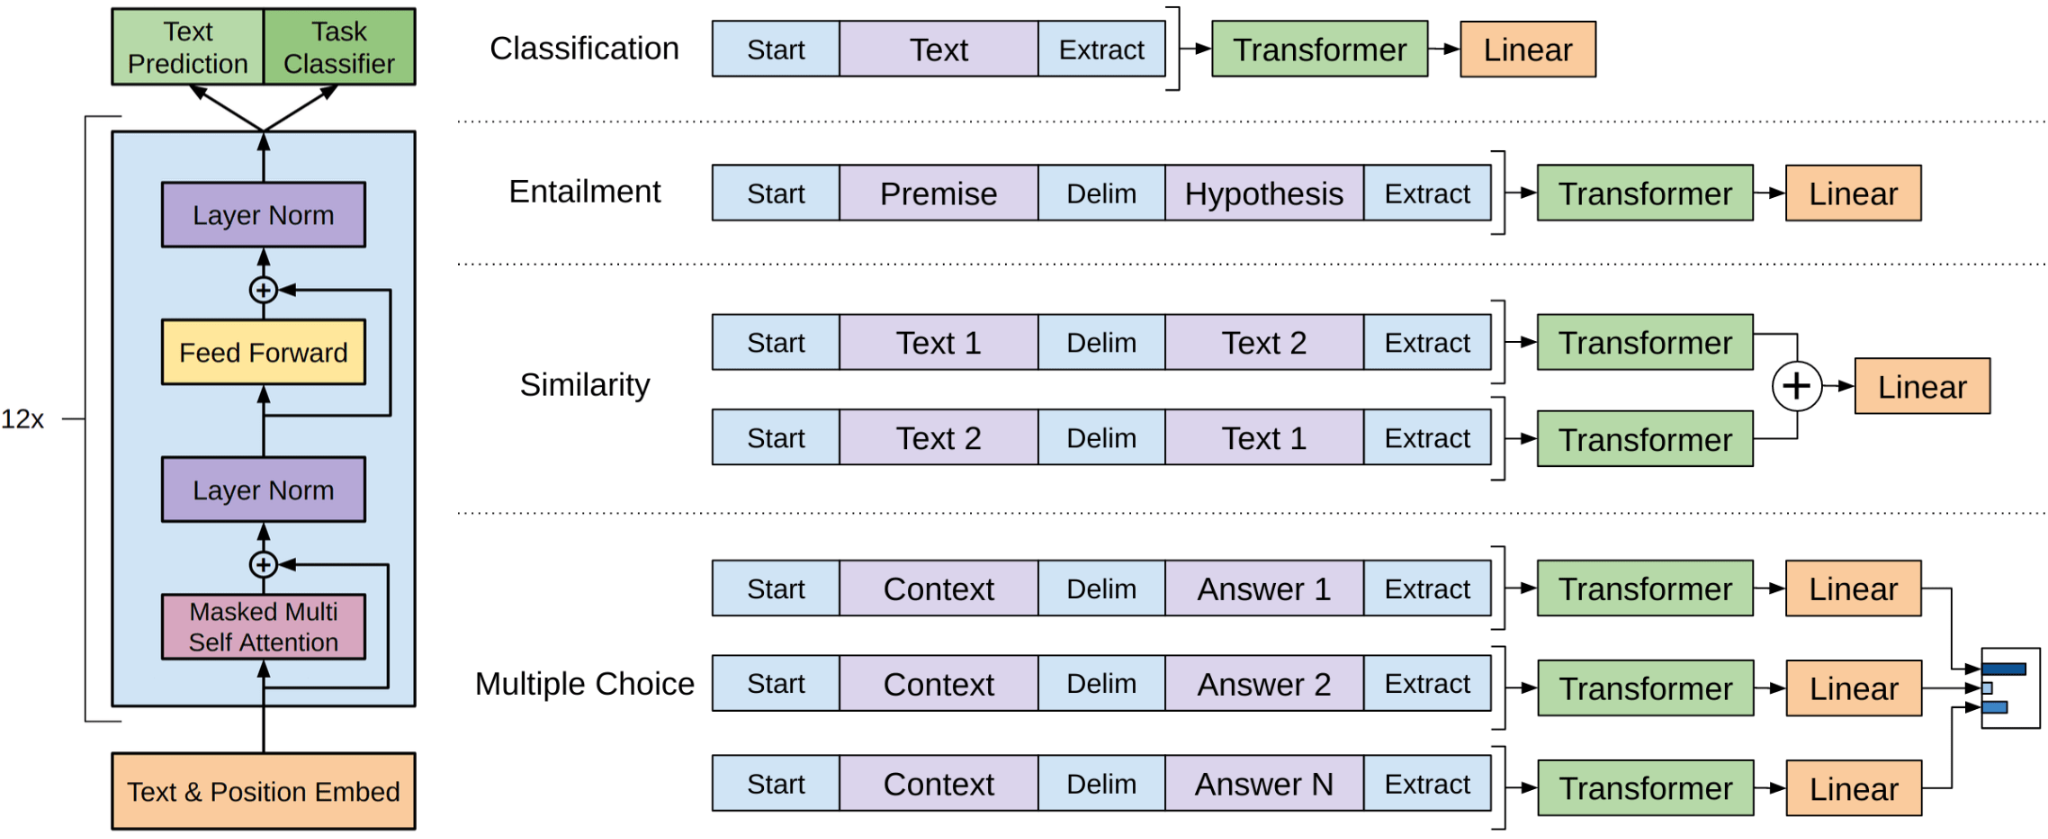 Text
Prediction
Task
Classifier
12x
Layer Norm
+
Feed Forward
Layer Norm
+
Masked Multi
Self Attention
Text & Position Embed
Classification
Start Text Extract Transformer Linear
Entailment
Start Premise Delim Hypothesis Extract Transformer Linear
Similarity
Start Text 1 Delim Text 2 Extract Transformer
+ Linear
Start Text 2 Delim Text 1 Extract Transformer
Multiple Choice
Start Context Delim Answer 1 Extract Transformer Linear
Start Context Delim Answer 2 Extract Transformer Linear
Start Context Delim Answer N Extract Transformer Linear